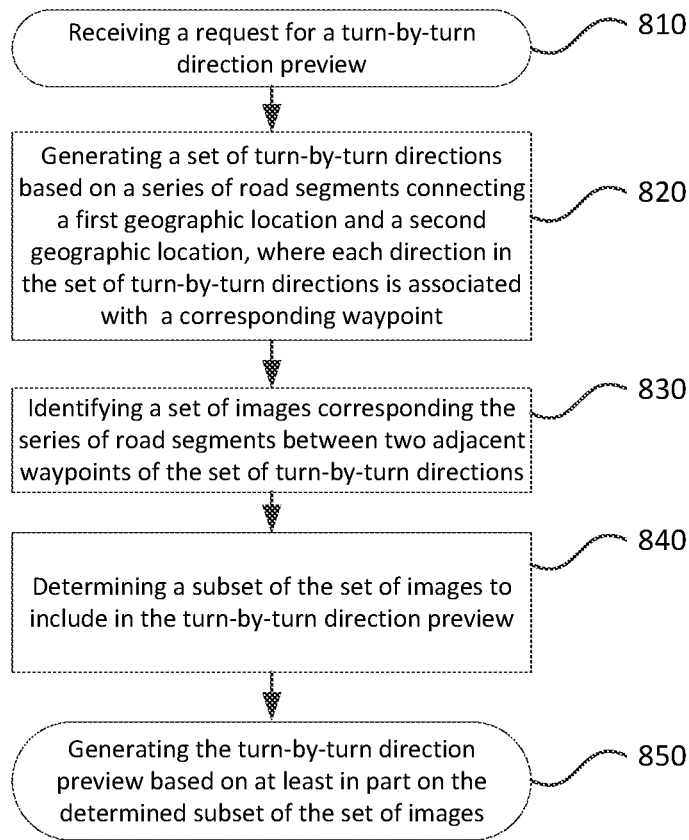 Receiving a request for a turn-by-turn
direction preview
810
Generating a set of turn-by-turn directions
based on a series of road segments connecting
a first geographic location and a second
geographic location, where each direction in
the set of turn-by-turn directions is associated
with a corresponding waypoint
820
Identifying a set of images corresponding the
series of road segments between two adjacent
waypoints of the set of turn-by-turn directions
830
Determining a subset of the set of images to
include in the turn-by-turn direction preview
840
Generating the turn-by-turn direction
preview based on at least in part on the
determined subset of the set of images
850